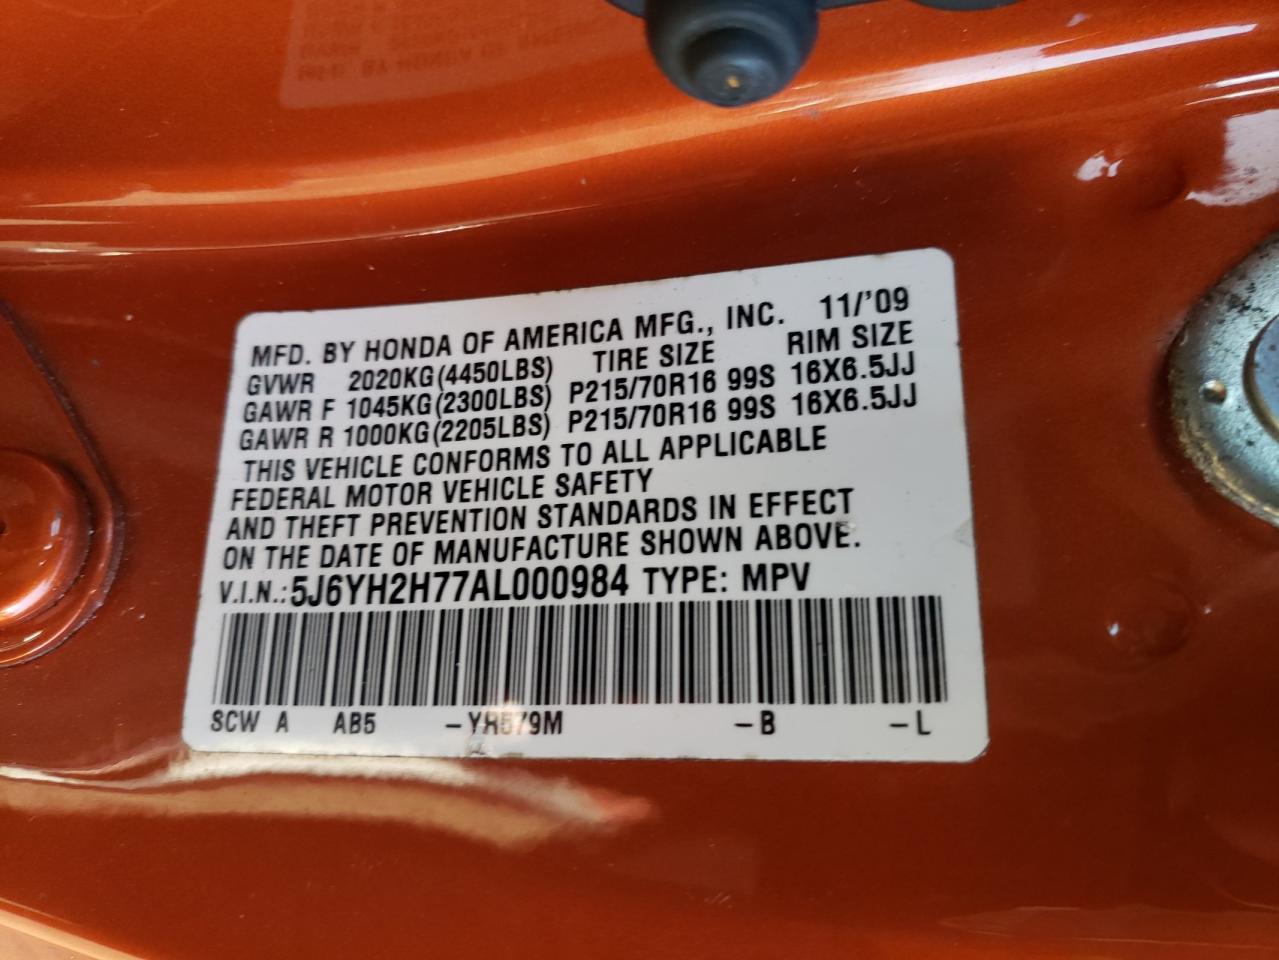 MFD. BY HONDA OF AMERICA MFG., INC. 11/'09
GVWR 2020KG(4450LBS) TIRE SIZE RIM SIZE
GAWR F 1045KG(2300LBS) P215/70R16 99S 16X6.5JJ
GAWR R 1000KG(2205LBS) P215/70R16 99S 16X6.5JJ
THIS VEHICLE CONFORMS TO ALL APPLICABLE
FEDERAL MOTOR VEHICLE SAFETY
AND THEFT PREVENTION STANDARDS IN EFFECT
ON THE DATE OF MANUFACTURE SHOWN ABOVE.
V.I.N.:5J6YH2H77AL000984 TYPE: MPV
SCW A AB5 -YR579M -B -L